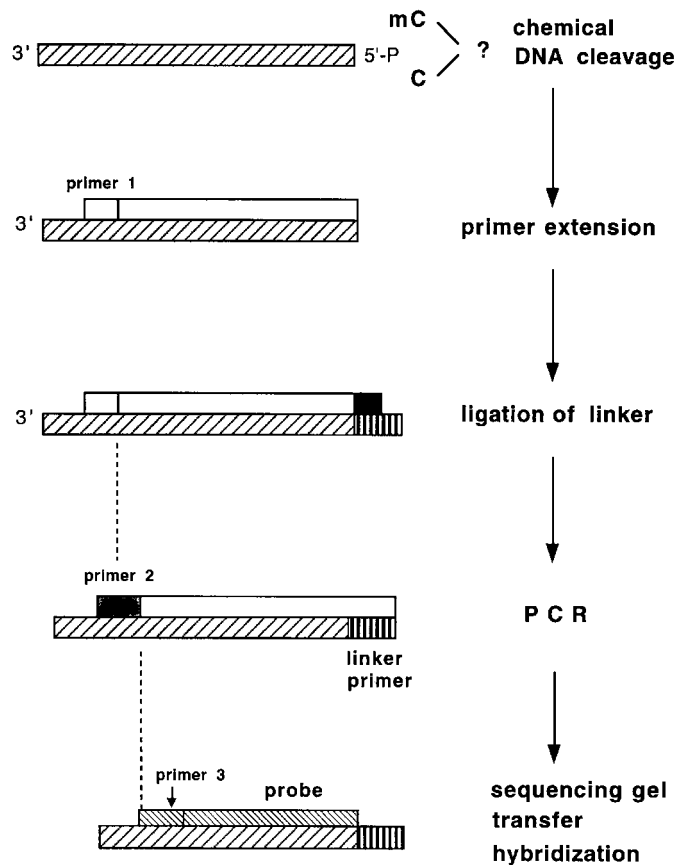 mC
chemical
3' 5'-P ? DNA cleavage
C
primer 1
3' primer extension
3' ligation of linker
primer 2
PCR
linker
primer
primer 3
probe
sequencing gel
transfer
hybridization